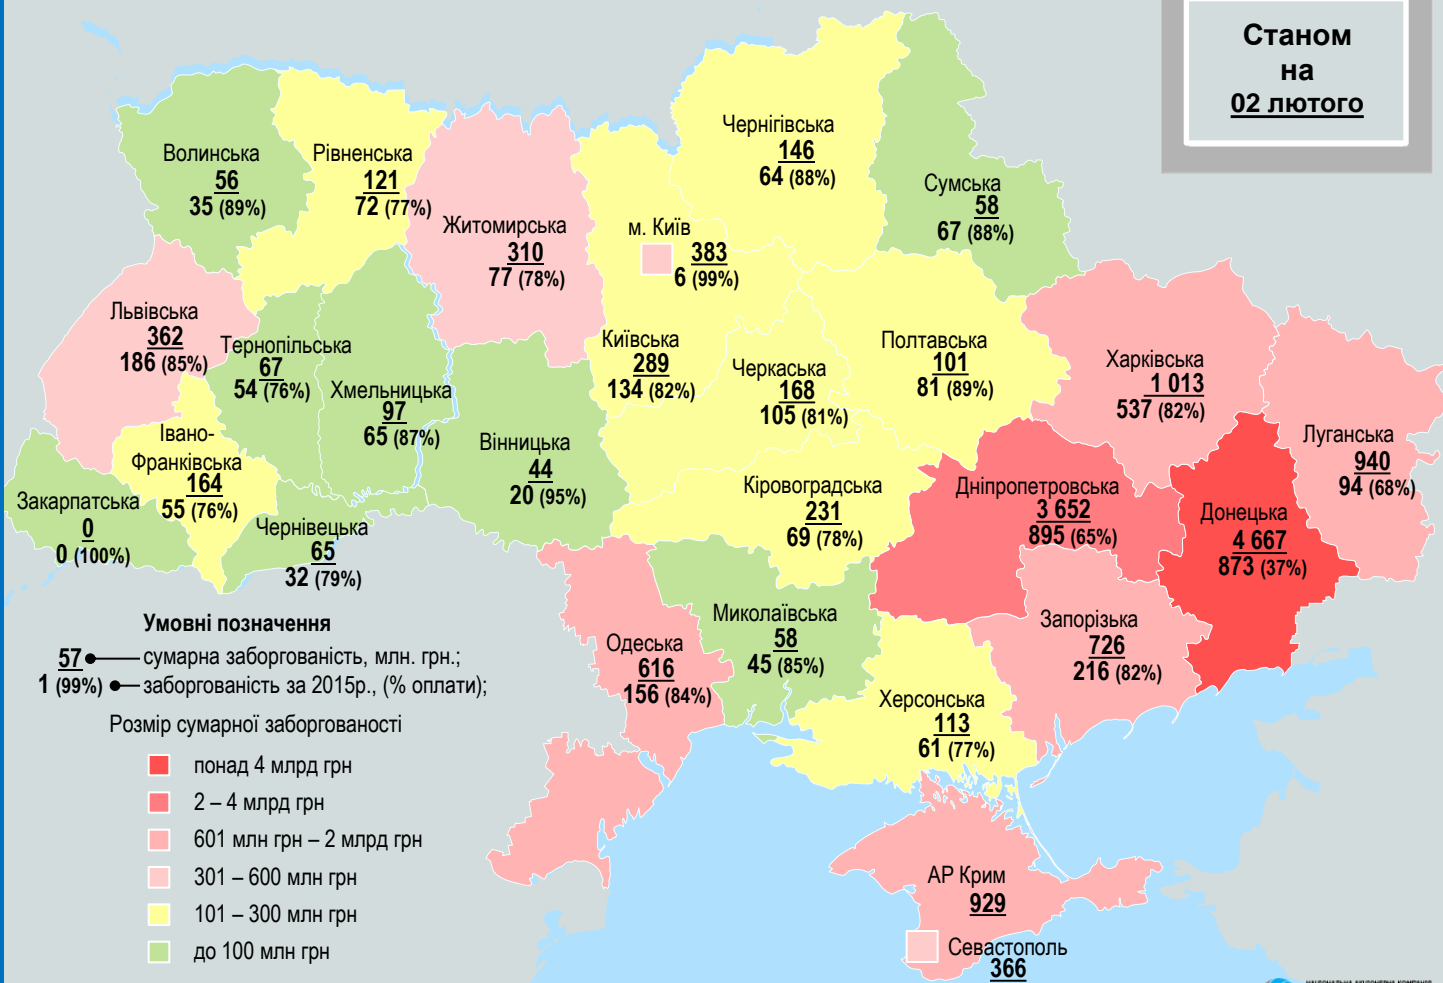 Станом
на
02 лютого
Волинська
56
35 (89%)
Рівненська
121
72 (77%)
Житомирська
310
77 (78%)
м. Київ
383
6 (99%)
Чернігівська
146
64 (88%)
Сумська
58
67 (88%)
Львівська
362
186 (85%)
Тернопільська
67
54 (76%)
Хмельницька
97
65 (87%)
Київська
289
134 (82%)
Черкаська
168
105 (81%)
Полтавська
101
81 (89%)
Харківська
1 013
537 (82%)
Луганська
940
94 (68%)
Івано-
Франківська
164
55 (76%)
Закарпатська
0
0 (100%)
Чернівецька
65
32 (79%)
Вінницька
44
20 (95%)
Кіровоградська
231
69 (78%)
Дніпропетровська
3 652
895 (65%)
Донецька
4 667
873 (37%)
Одеська
616
156 (84%)
Миколаївська
58
45 (85%)
Запорізька
726
216 (82%)
Херсонська
113
61 (77%)
АР Крим
929
Севастополь
366
Умовні позначення
57 сумарна заборгованість, млн. грн.;
1 (99%) заборгованість за 2015р., (% оплати);
Розмір сумарної заборгованості
понад 4 млрд грн
2 – 4 млрд грн
601 млн грн – 2 млрд грн
301 – 600 млн грн
101 – 300 млн грн
до 100 млн грн